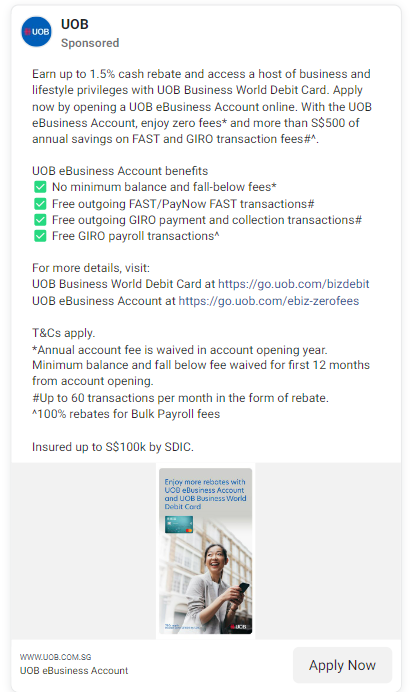 UOB
UOB
Sponsored
Earn up to 1.5% cash rebate and access a host of business and
lifestyle privileges with UOB Business World Debit Card. Apply
now by opening a UOB eBusiness Account online. With the UOB
eBusiness Account, enjoy zero fees* and more than S$500 of
annual savings on FAST and GIRO transaction fees#^.
UOB eBusiness Account benefits
✅ No minimum balance and fall-below fees*
✅ Free outgoing FAST/PayNow FAST transactions#
✅ Free outgoing GIRO payment and collection transactions#
✅ Free GIRO payroll transactions^
For more details, visit:
UOB Business World Debit Card at https://go.uob.com/bizdebit
UOB eBusiness Account at https://go.uob.com/ebiz-zerofees
T&Cs apply.
*Annual account fee is waived in account opening year.
Minimum balance and fall below fee waived for first 12 months
from account opening.
#Up to 60 transactions per month in the form of rebate.
^100% rebates for Bulk Payroll fees
Insured up to S$100k by SDIC.
Enjoy more rebates with
UOB eBusiness Account
and UOB Business World
Debit Card
UOB
WWW.UOB.COM.SG
UOB eBusiness Account
Apply Now